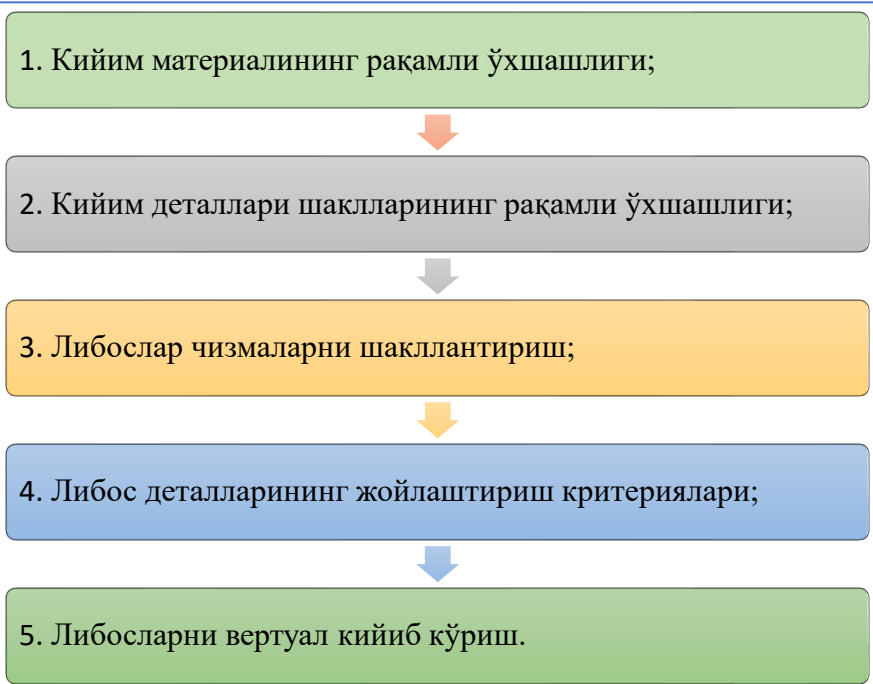 1. Кийим материалининг рақамли ўхшашлиги;
2. Кийим деталлари шаклларининг рақамли ўхшашлиги;
3. Либослар чизмаларни шакллантириш;
4. Либос деталларининг жойлаштириш критериялари;
5. Либосларни вертуал кийиб кўриш.